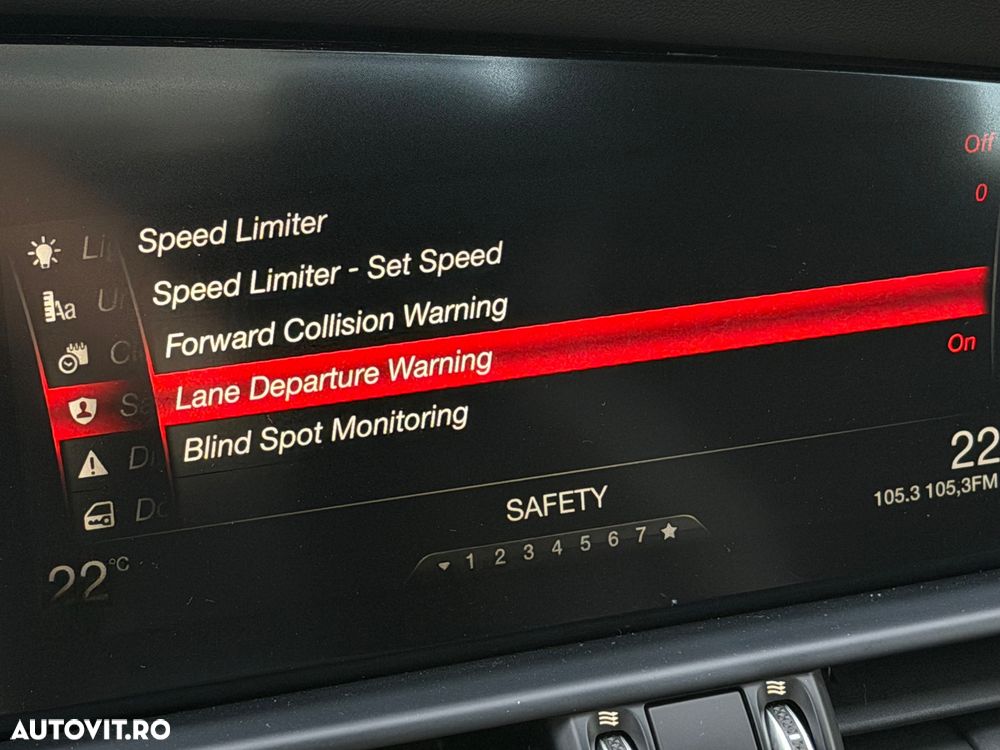 Off
0
Speed Limiter
Speed Limiter - Set Speed
Forward Collision Warning
Lane Departure Warning
On
Blind Spot Monitoring
Aa
22
105.3 105,3FM
SAFETY
1 2 3 4 5 6 7
22°C
AUTOVIT.RO